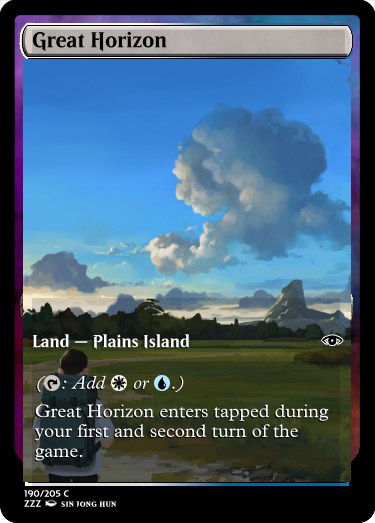 Great Horizon
Land — Plains Island
(T: Add W or U.)
Great Horizon enters tapped during
your first and second turn of the
game.
190/205 C
ZZZ SIN JONG HUN